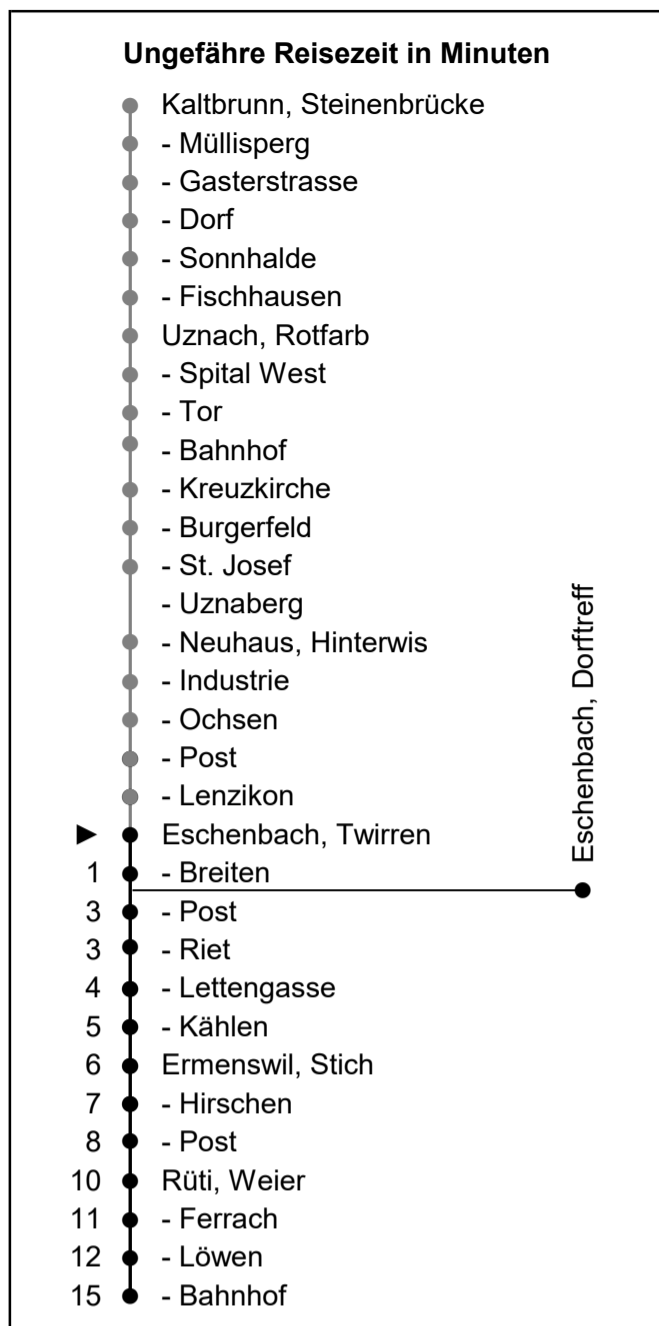 Ungefähre Reisezeit in Minuten
Kaltbrunn, Steinenbrücke
- Müllisperg
- Gasterstrasse
- Dorf
- Sonnhalde
- Fischhausen
Uznach, Rotfarb
- Spital West
- Tor
- Bahnhof
- Kreuzkirche
- Burgerfeld
- St. Josef
- Uznaberg
- Neuhaus, Hinterwis
- Industrie
- Ochsen
- Post
- Lenzikon
► Eschenbach, Twirren
1 - Breiten
Eschenbach, Dorftreff
3 - Post
3 - Riet
4 - Lettengasse
5 - Kählen
6 Ermenswil, Stich
7 - Hirschen
8 - Post
10 Rüti, Weier
11 - Ferrach
12 - Löwen
15 - Bahnhof